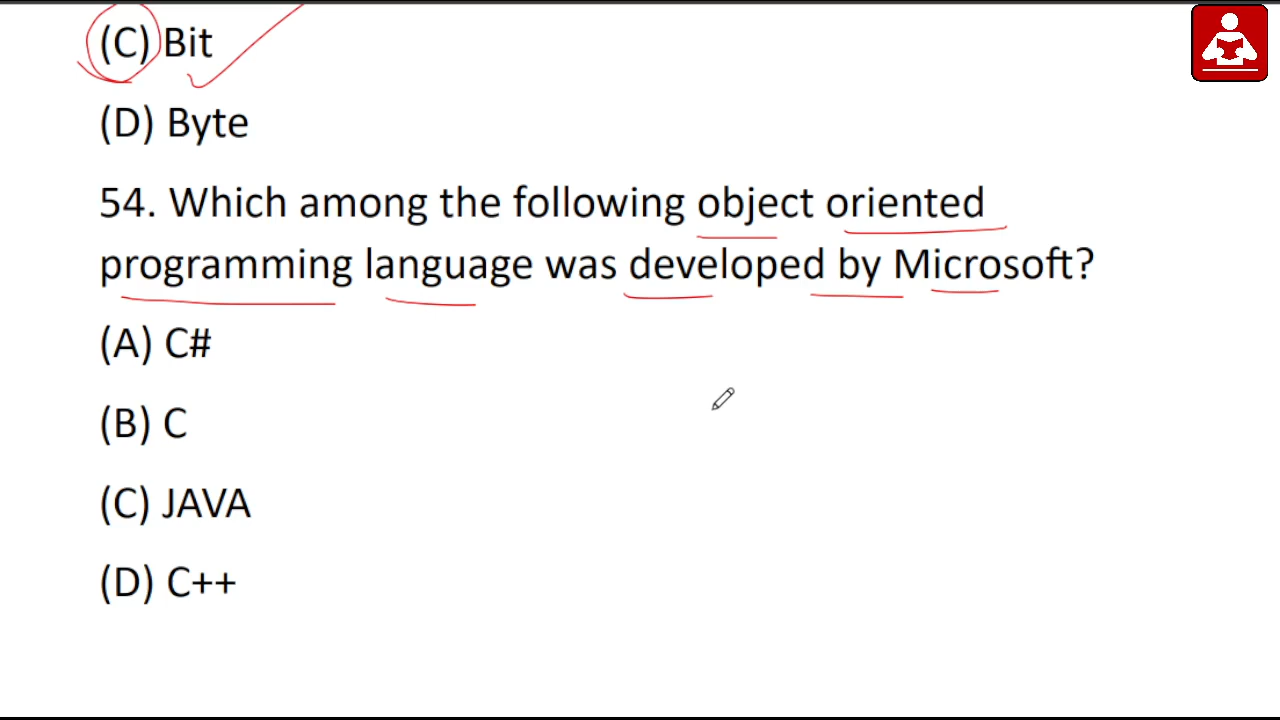 (C) Bit
(D) Byte
54. Which among the following object oriented
programming language was developed by Microsoft?
(A) C#
(B) C
(C) JAVA
(D) C++